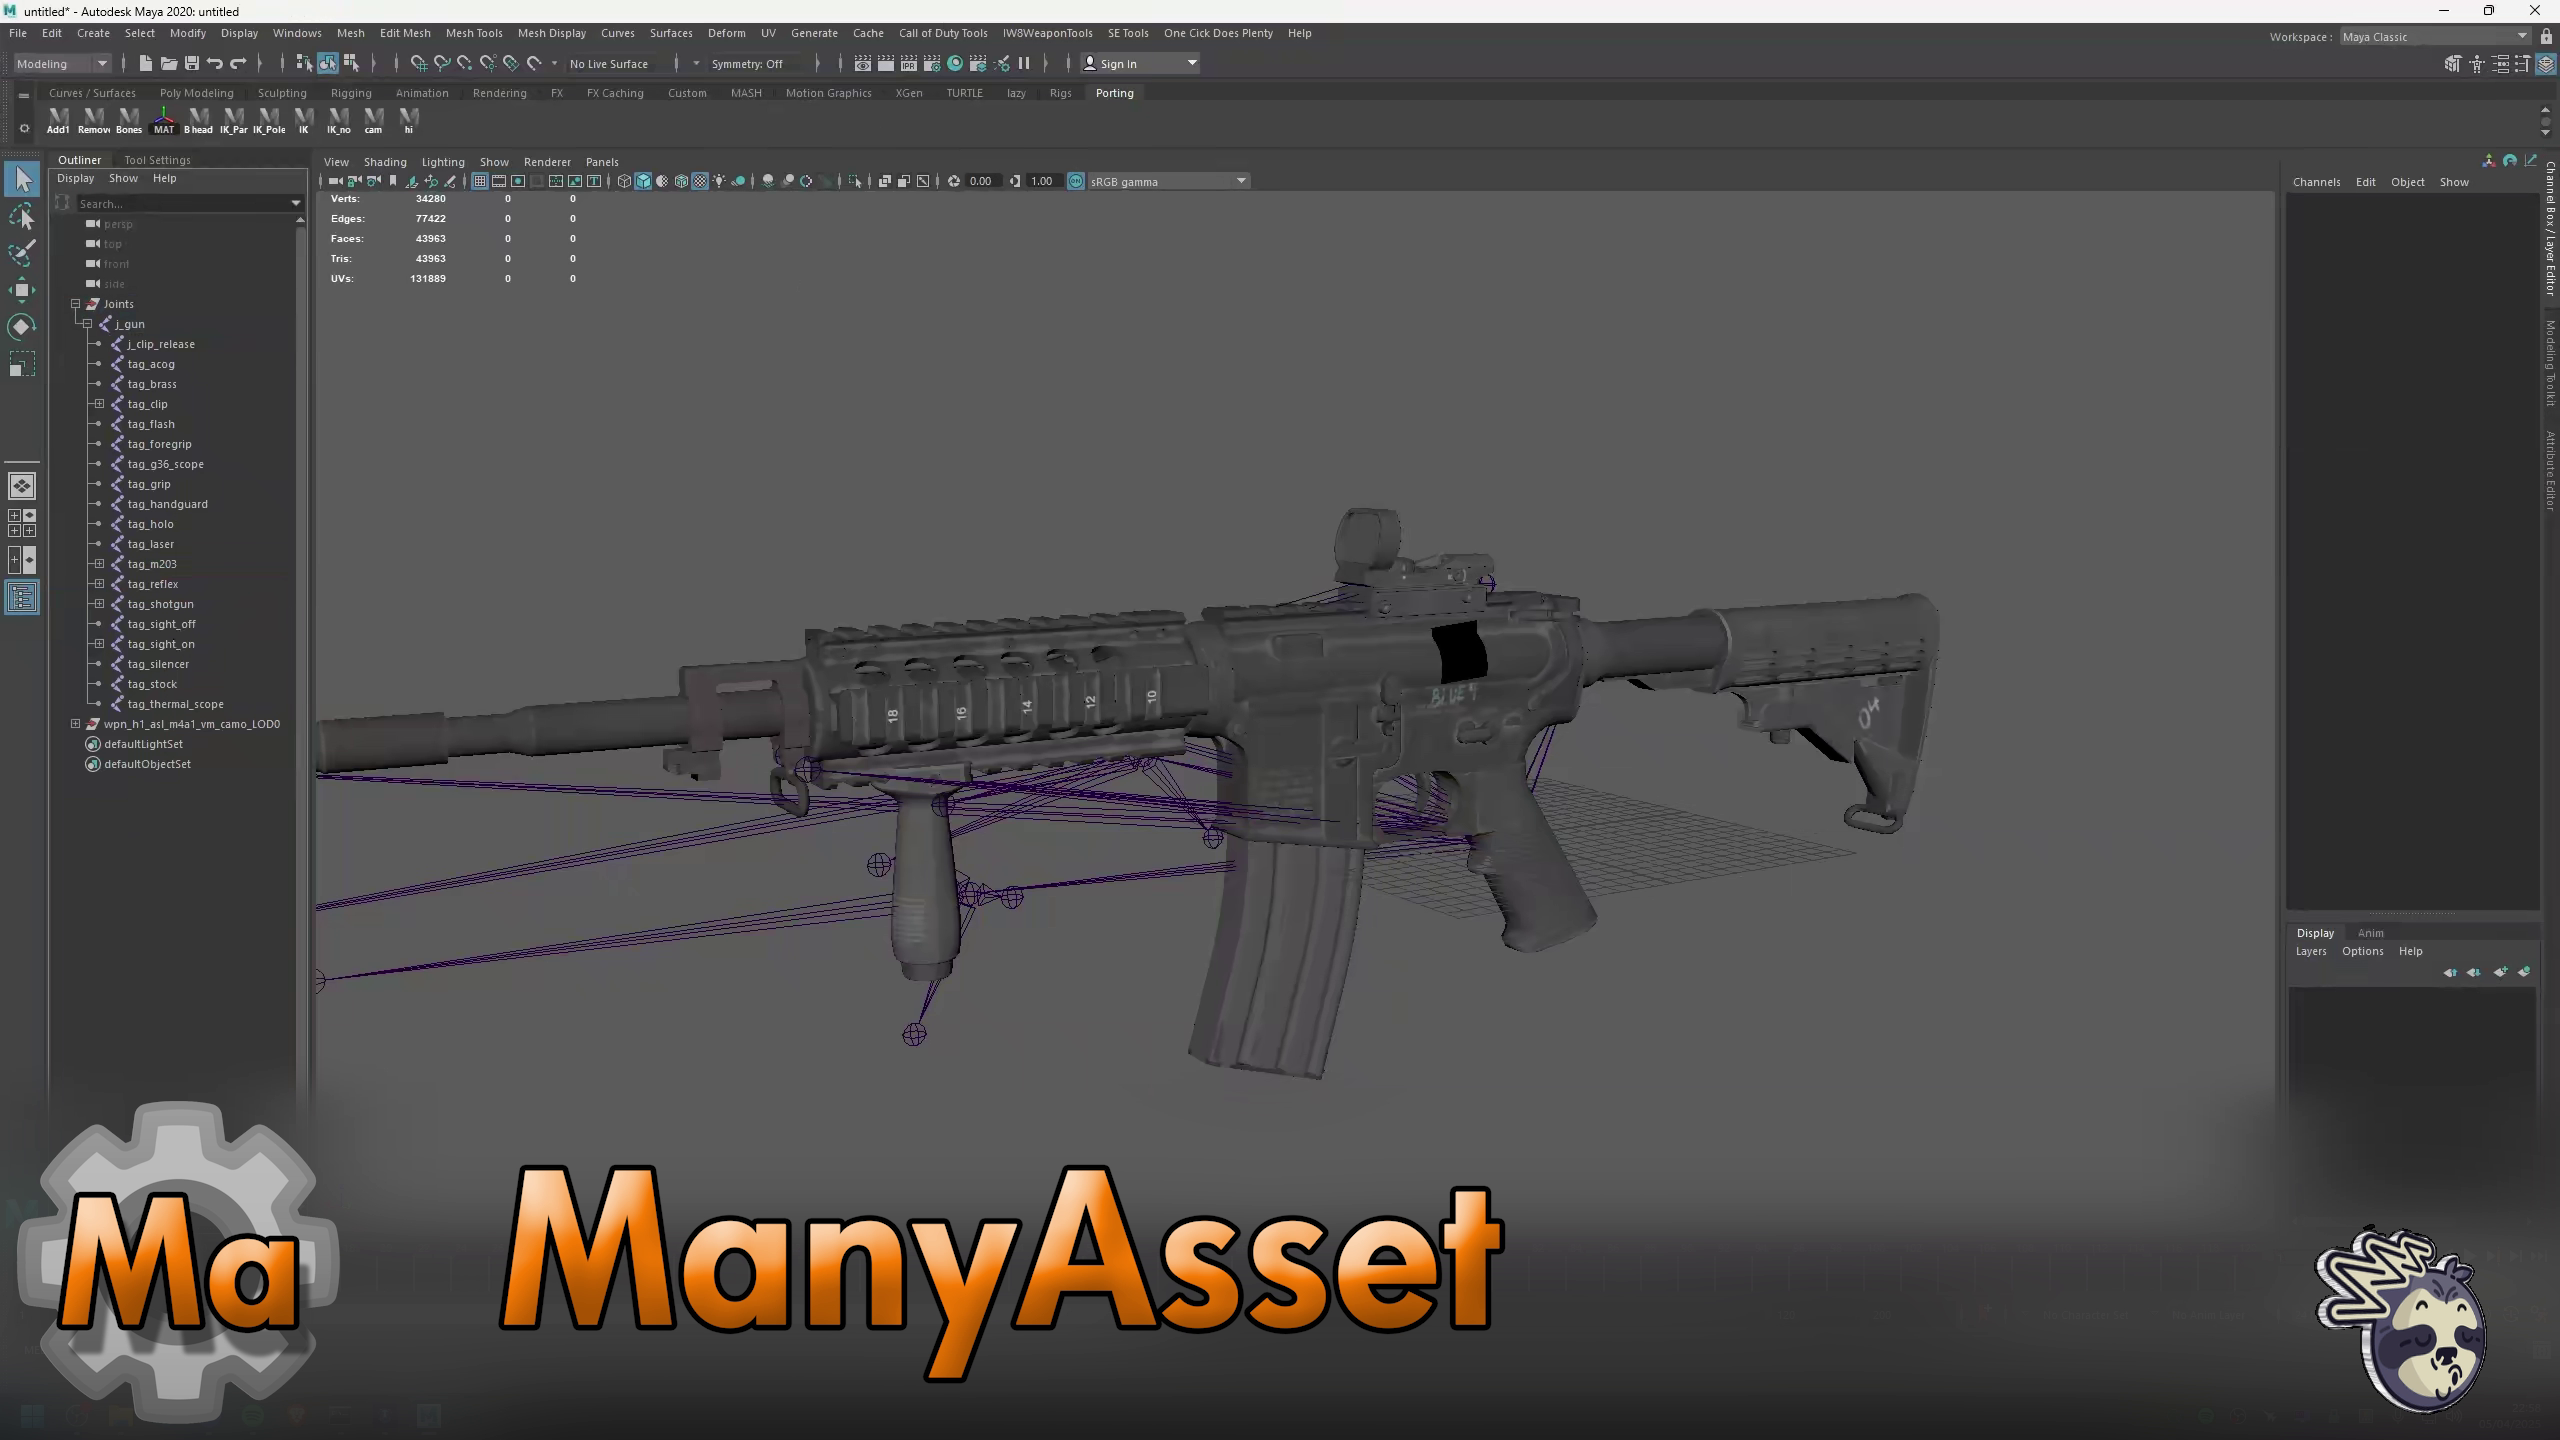 untitled* - Autodesk Maya 2020: untitled
File Edit Create Select Modify Display Windows Mesh Edit Mesh Mesh Tools Mesh Display Curves Surfaces Deform UV Generate Cache Call of Duty Tools IW8WeaponTools SE Tools One Cick Does Plenty Help
Workspace : Maya Classic
Modeling No Live Surface Symmetry: Off Sign In
Curves / Surfaces Poly Modeling Sculpting Rigging Animation Rendering FX FX Caching Custom MASH Motion Graphics XGen TURTLE lazy Rigs Porting
Add1 Remove Bones MAT B head IK_Par IK_Pole IK IK_no cam hi
Outliner Tool Settings
Display Show Help
Search...
persp
top
front
side
Joints
j_gun
j_clip_release
tag_acog
tag_brass
tag_clip
tag_flash
tag_foregrip
tag_g36_scope
tag_grip
tag_handguard
tag_holo
tag_laser
tag_m203
tag_reflex
tag_shotgun
tag_sight_off
tag_sight_on
tag_silencer
tag_stock
tag_thermal_scope
wpn_h1_asl_m4a1_vm_camo_LOD0
defaultLightSet
defaultObjectSet
View Shading Lighting Show Renderer Panels
0.00 1.00 sRGB gamma
Verts: 34280 0 0
Edges: 77422 0 0
Faces: 43963 0 0
Tris: 43963 0 0
UVs: 131889 0 0
18 16 14 12 10
04
Channels Edit Object Show
Channel Box / Layer Editor
Modeling Toolkit
Attribute Editor
Display Anim
Layers Options Help
Ma
ManyAsset